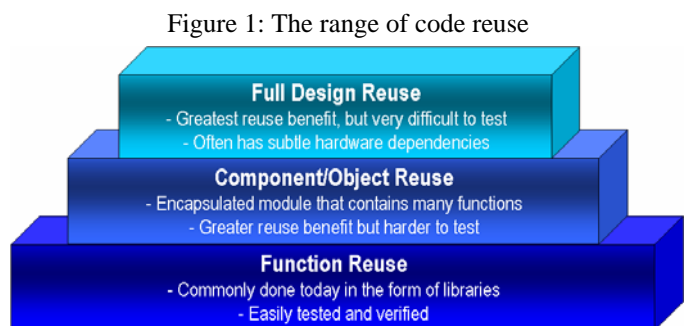 Figure 1: The range of code reuse
Full Design Reuse
- Greatest reuse benefit, but very difficult to test
- Often has subtle hardware dependencies
Component/Object Reuse
- Encapsulated module that contains many functions
- Greater reuse benefit but harder to test
Function Reuse
- Commonly done today in the form of libraries
- Easily tested and verified